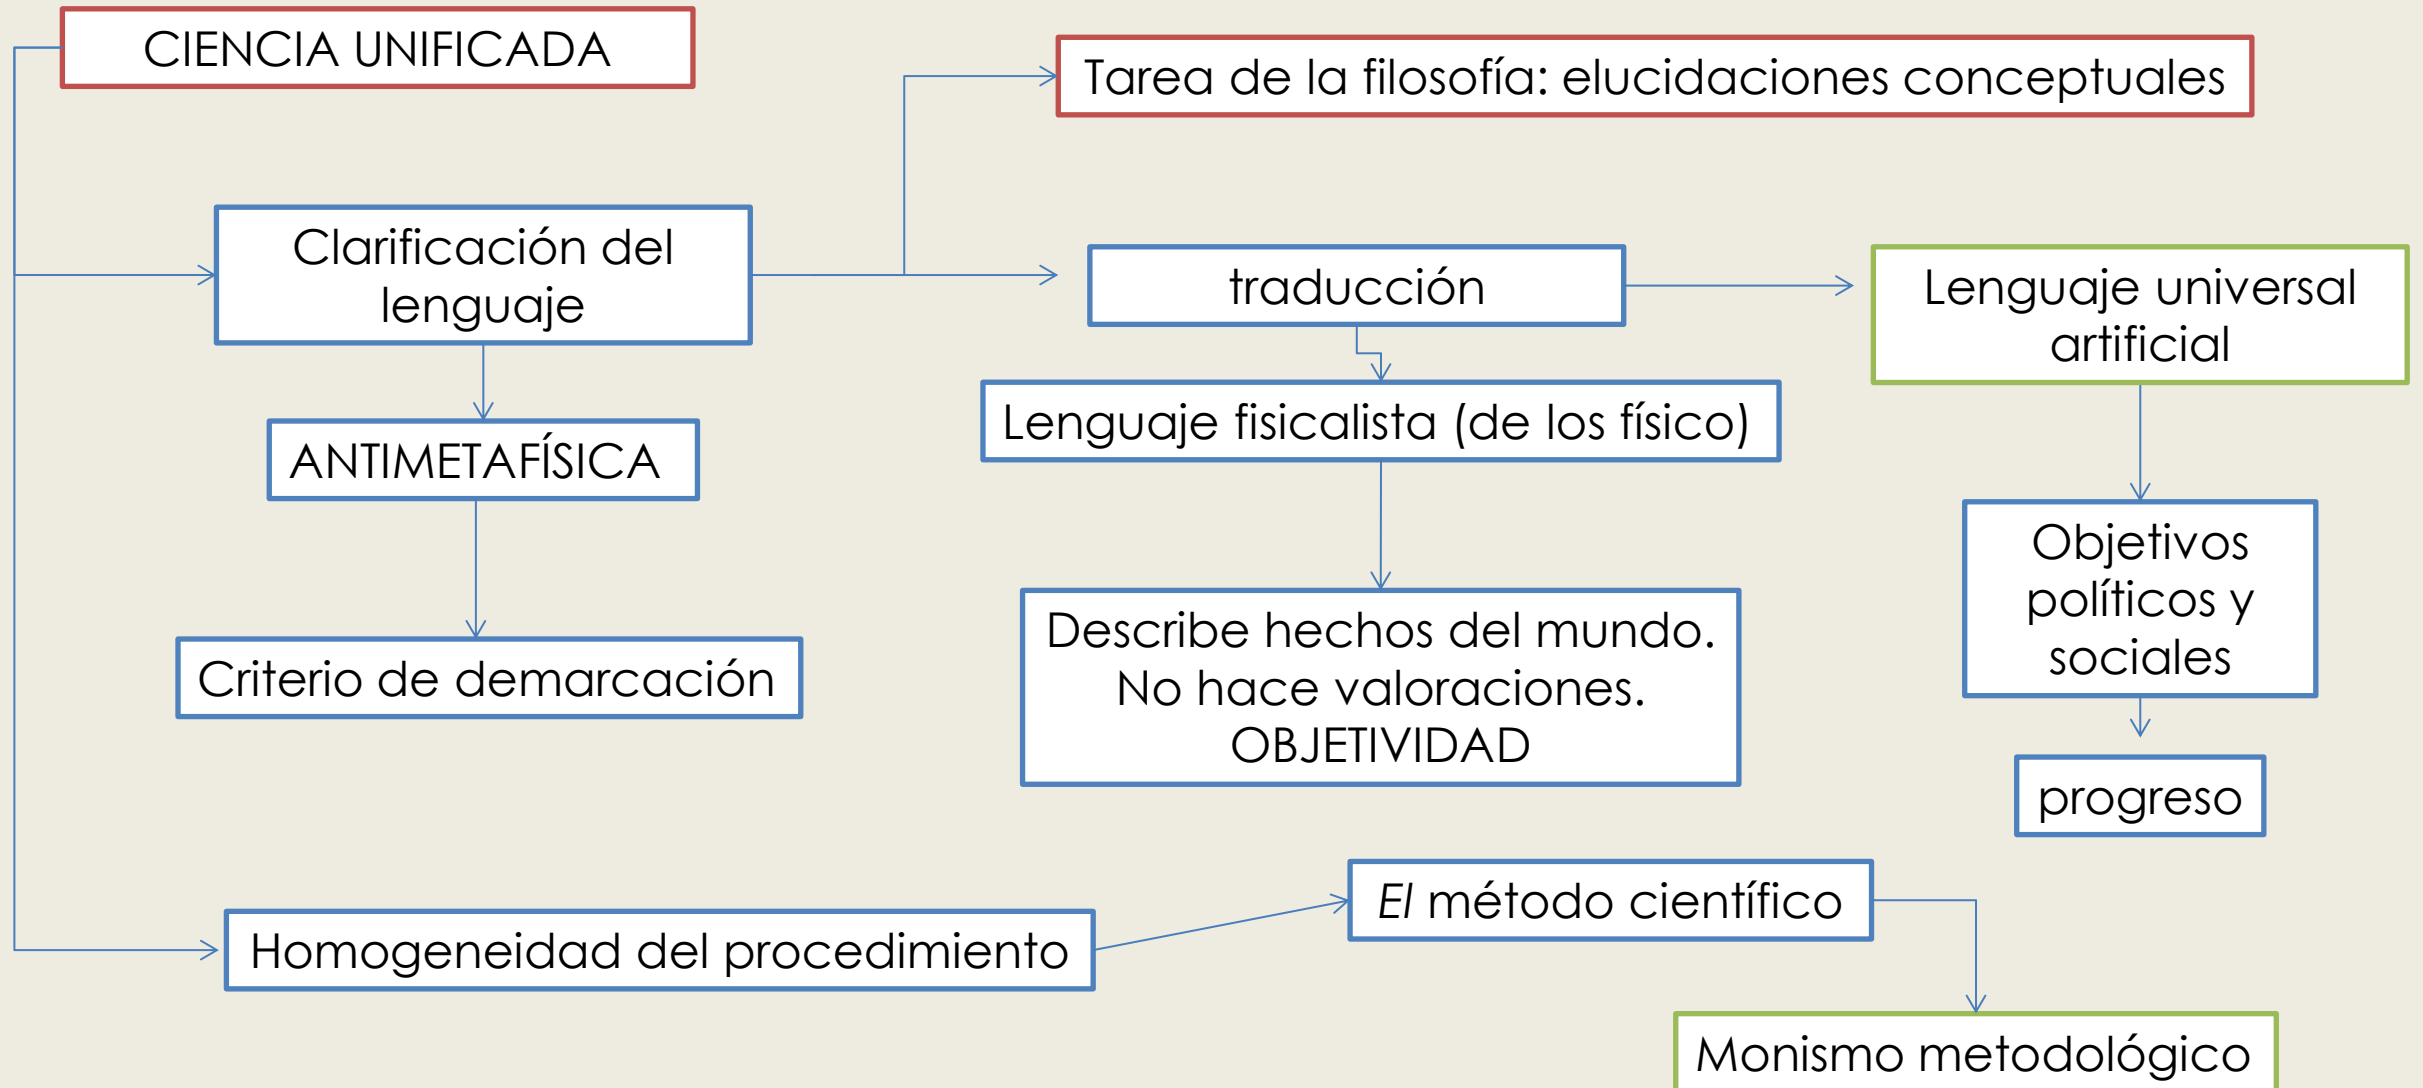 CIENCIA UNIFICADA
Tarea de la filosofía: elucidaciones conceptuales
Clarificación del
lenguaje
traducción
Lenguaje universal
artificial
ANTIMETAFÍSICA
Lenguaje fisicalista (de los físico)
Criterio de demarcación
Describe hechos del mundo.
No hace valoraciones.
OBJETIVIDAD
Objetivos
políticos y
sociales
progreso
Homogeneidad del procedimiento
El método científico
Monismo metodológico